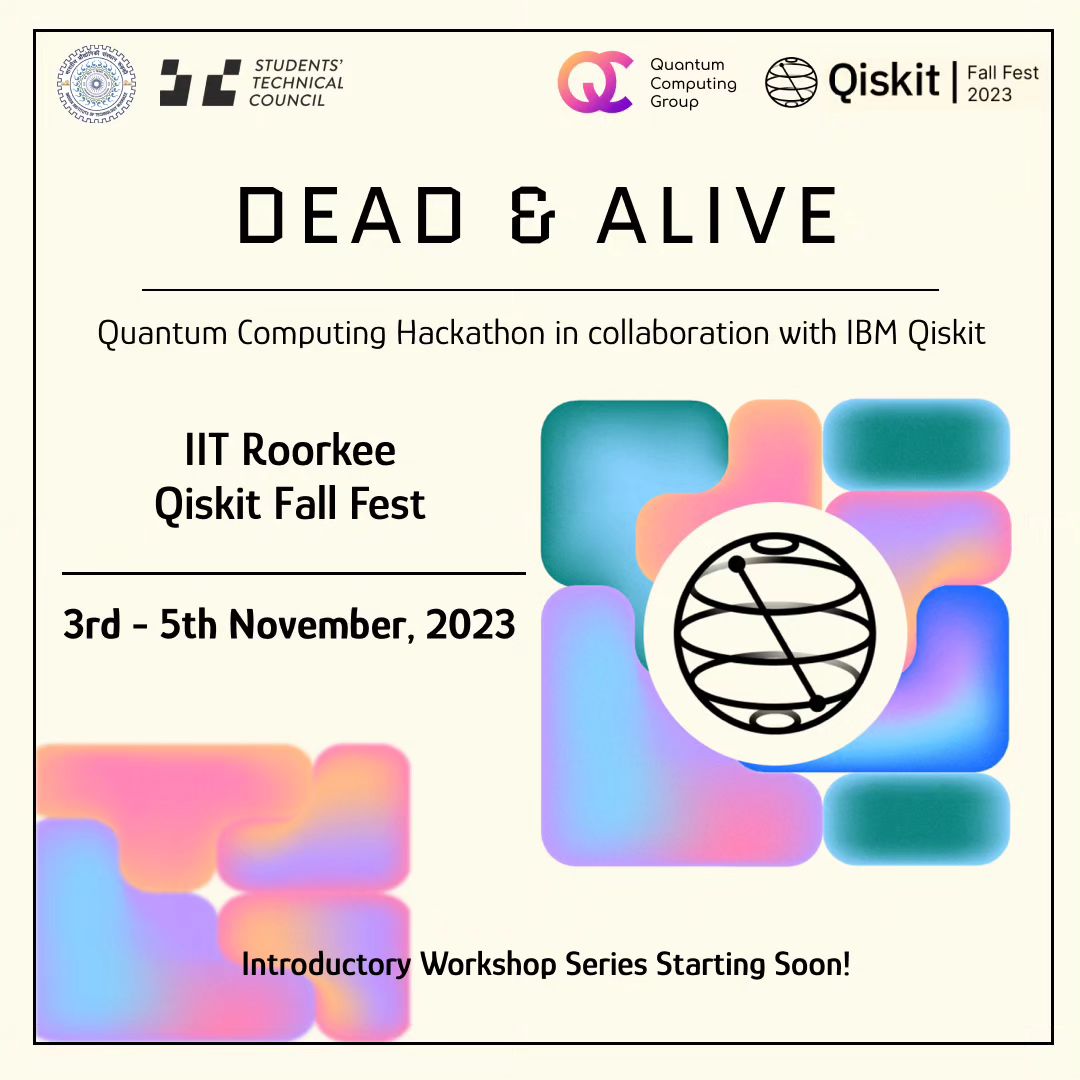 STUDENTS'
TECHNICAL
COUNCIL
QC
Quantum
Computing
Group
Qiskit
Fall Fest
2023
DEAD & ALIVE
Quantum Computing Hackathon in collaboration with IBM Qiskit
IIT Roorkee
Qiskit Fall Fest
3rd - 5th November, 2023
Introductory Workshop Series Starting Soon!